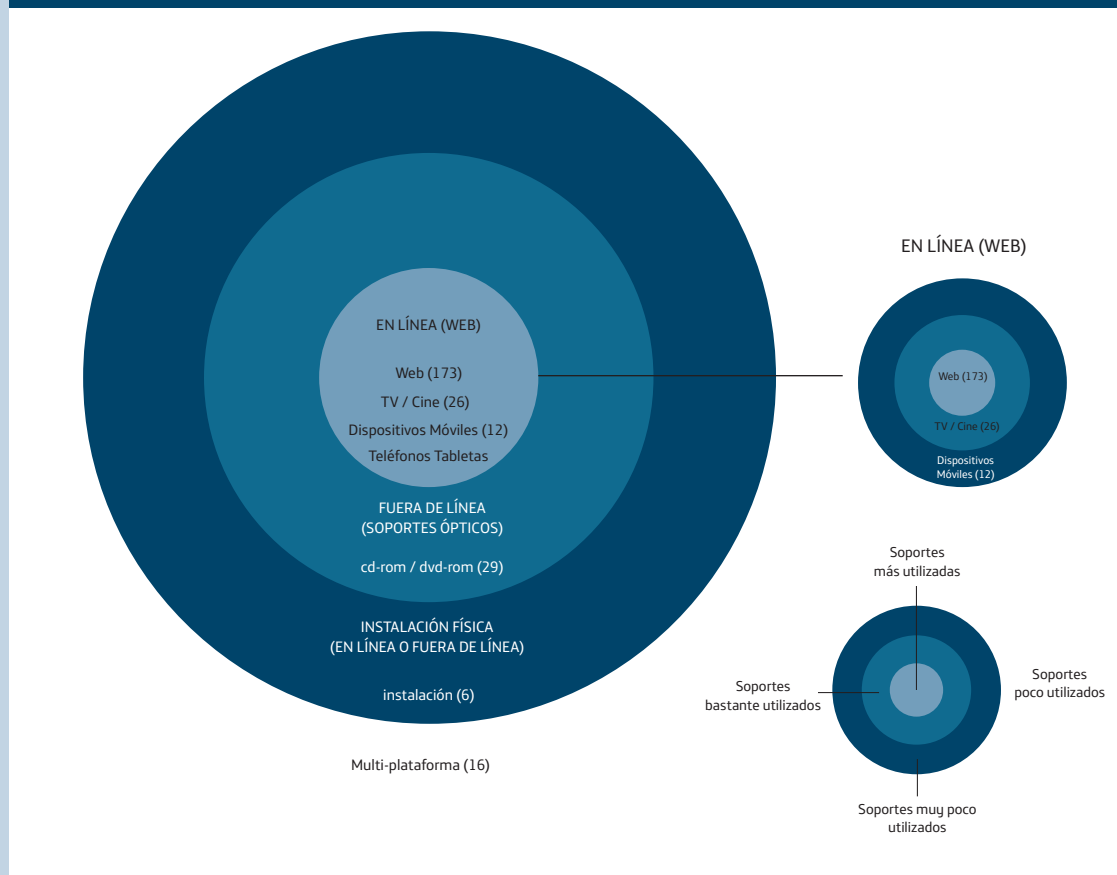 EN LÍNEA (WEB)
Web (173)
TV / Cine (26)
Dispositivos Móviles (12)
Teléfonos Tabletas
FUERA DE LÍNEA
(SOPORTES ÓPTICOS)
cd-rom / dvd-rom (29)
INSTALACIÓN FÍSICA
(EN LÍNEA O FUERA DE LÍNEA)
instalación (6)
Multi-plataforma (16)
EN LÍNEA (WEB)
Web (173)
TV / Cine (26)
Dispositivos
Móviles (12)
Soportes
más utilizadas
Soportes
bastante utilizados
Soportes
poco utilizados
Soportes muy poco
utilizados